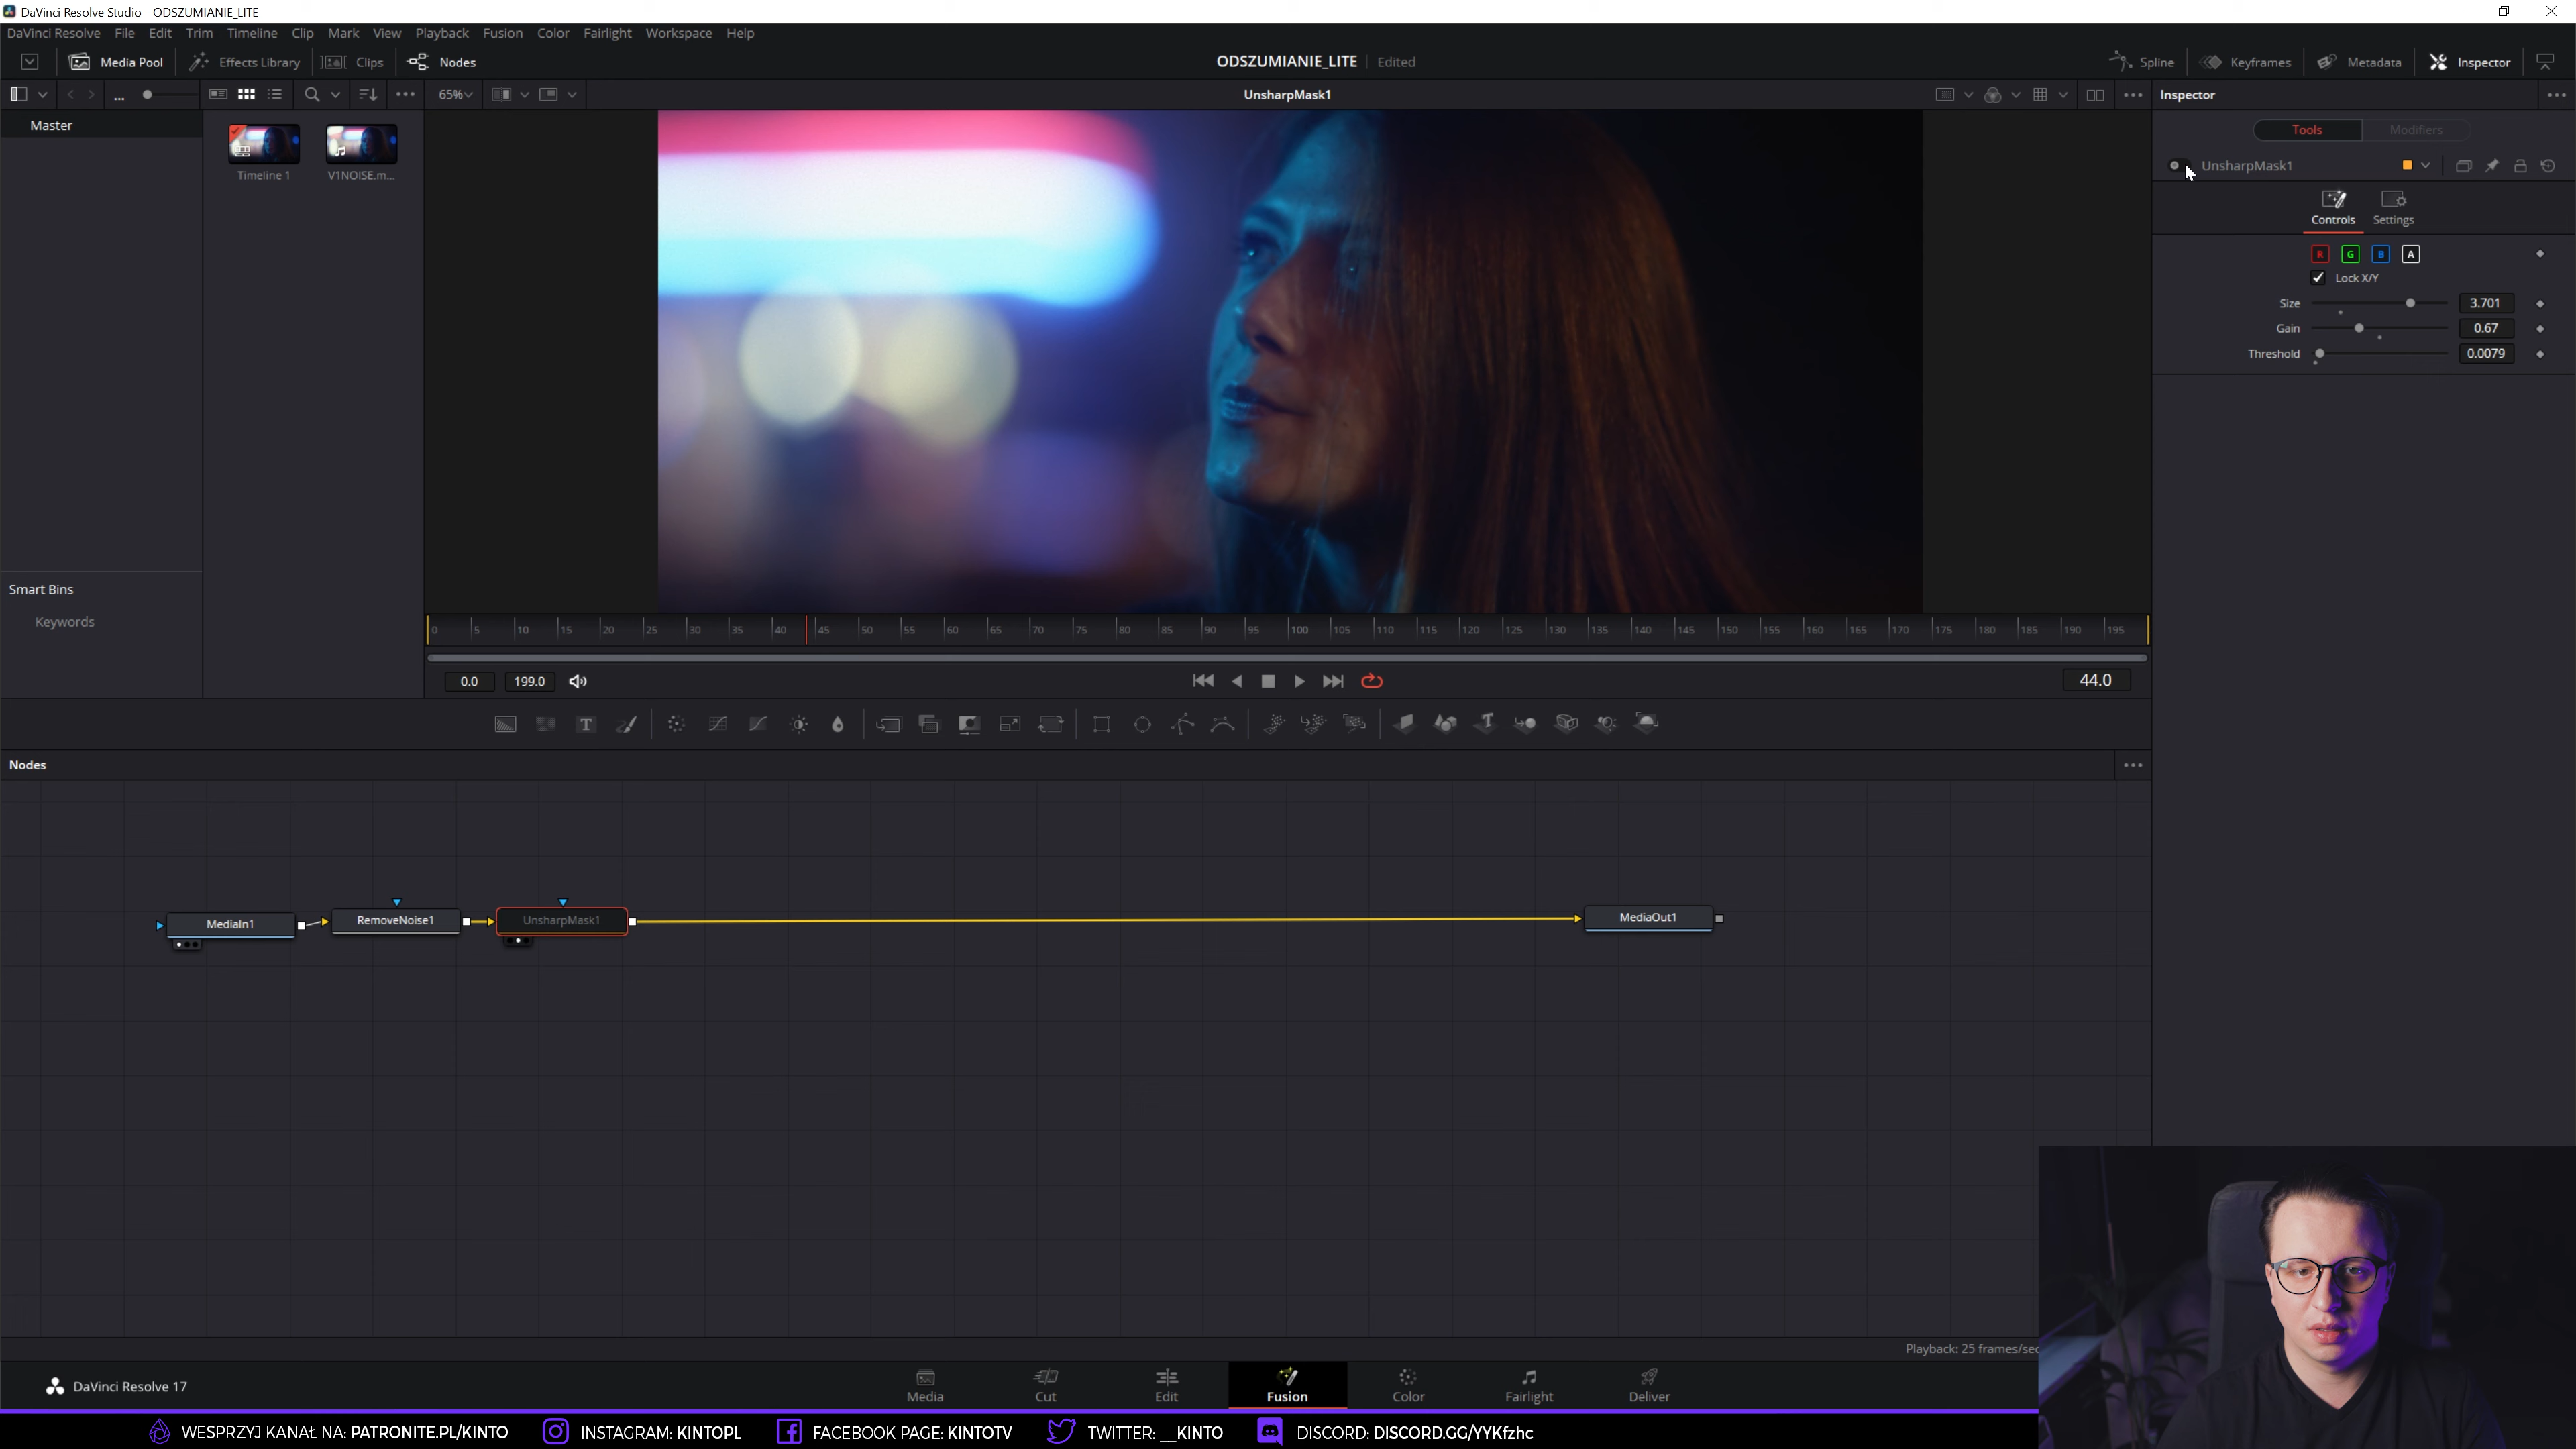 DaVinci Resolve Studio - ODSZUMIANIE_LITE
DaVinci Resolve File Edit Trim Timeline Clip Mark View Playback Fusion Color Fairlight Workspace Help
Media Pool Effects Library Clips Nodes ODSZUMIANIE_LITE Edited Spline Keyframes Metadata Inspector
... 65% UnsharpMask1 Inspector
Master
Tools Modifiers
UnsharpMask1
Timeline 1 V1NOISE.m...
Controls Settings
R G B A
Lock X/Y
Size 3.701
Gain 0.67
Threshold 0.0079
Smart Bins
Keywords
0 5 10 15 20 25 30 35 40 45 50 55 60 65 70 75 80 85 90 95 100 105 110 115 120 125 130 135 140 145 150 155 160 165 170 175 180 185 190 195
0.0 199.0 44.0
T T
Nodes
MediaIn1 RemoveNoise1 UnsharpMask1 MediaOut1
Playback: 25 frames/sec
DaVinci Resolve 17
Media Cut Edit Fusion Color Fairlight Deliver
WESPRZYJ KANAŁ NA: PATRONITE.PL/KINTO INSTAGRAM: KINTOPL FACEBOOK PAGE: KINTOTV TWITTER: __KINTO DISCORD: DISCORD.GG/YYKfzhc